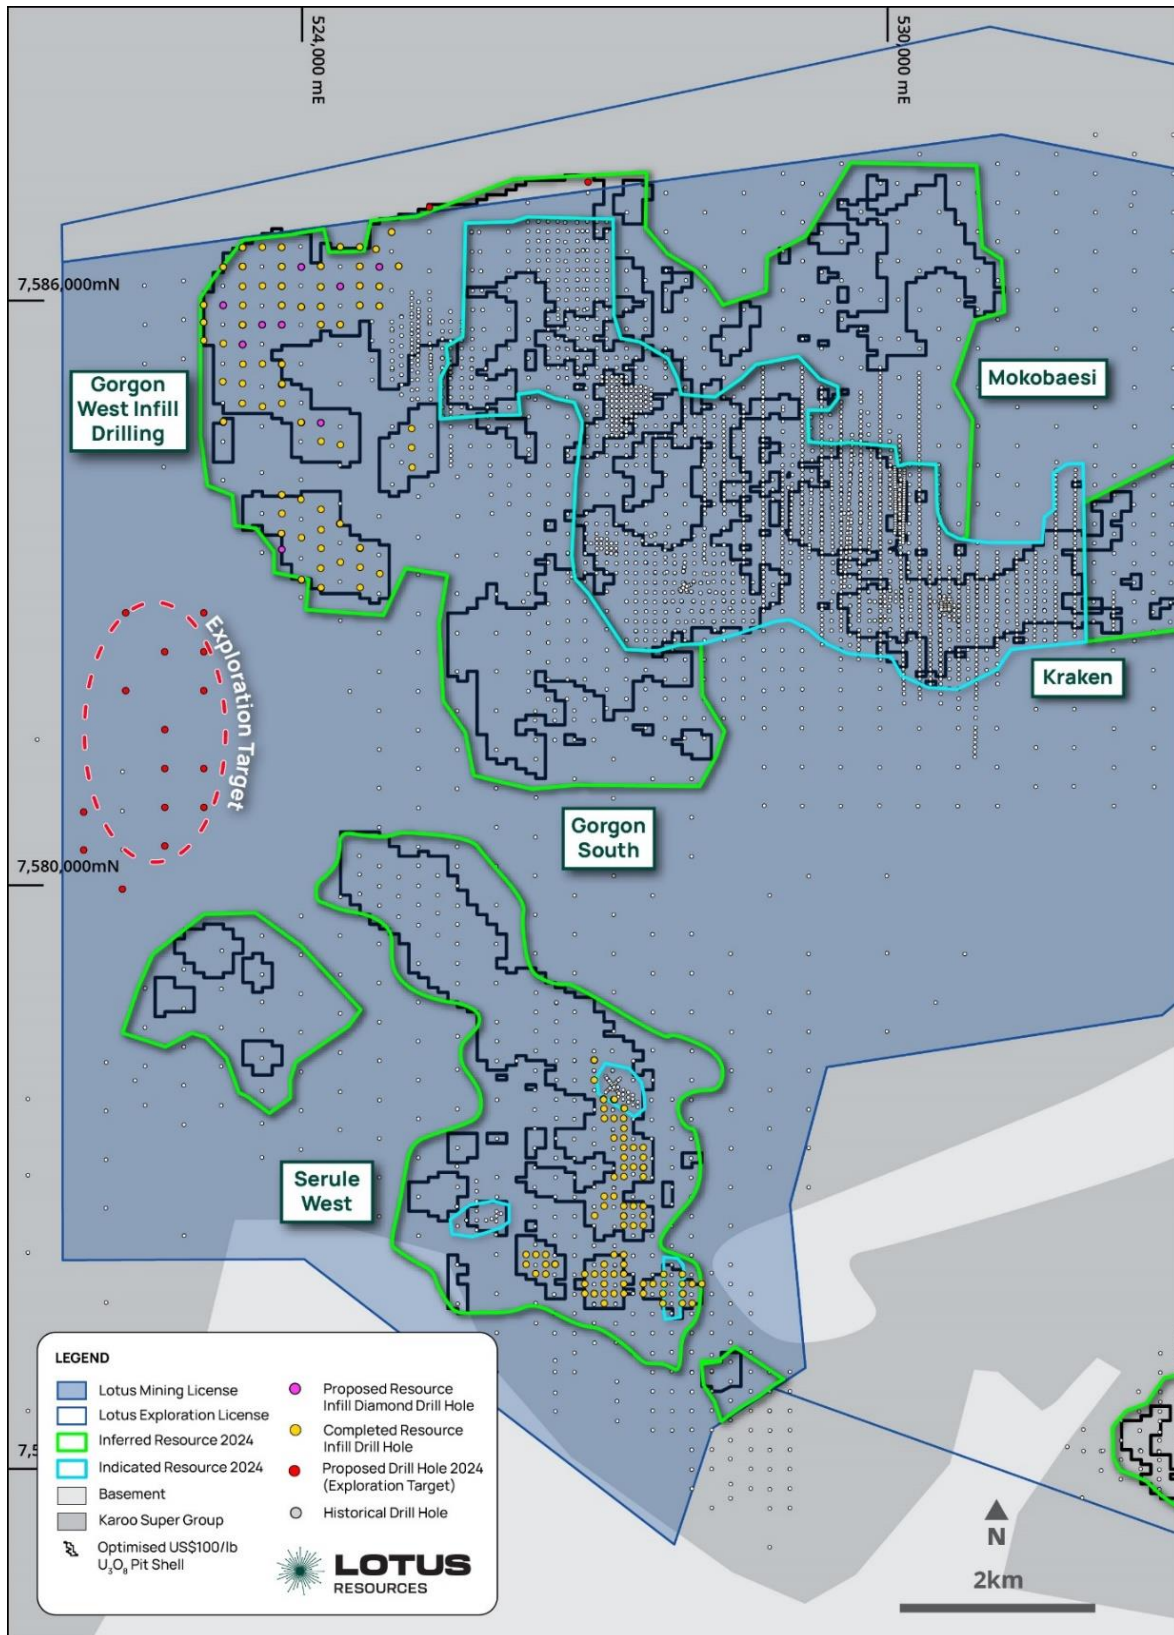 524,000 mE
530,000 mE
7,586,000mN
Gorgon
West Infill
Drilling
Mokobaesi
Exploration Target
Kraken
Gorgon
South
7,580,000mN
Serule
West
7,5
LEGEND
Lotus Mining License
Lotus Exploration License
Inferred Resource 2024
Indicated Resource 2024
Basement
Karoo Super Group
Optimised US$100/lb
U₃O₈ Pit Shell
Proposed Resource
Infill Diamond Drill Hole
Completed Resource
Infill Drill Hole
Proposed Drill Hole 2024
(Exploration Target)
Historical Drill Hole
LOTUS
RESOURCES
N
2km